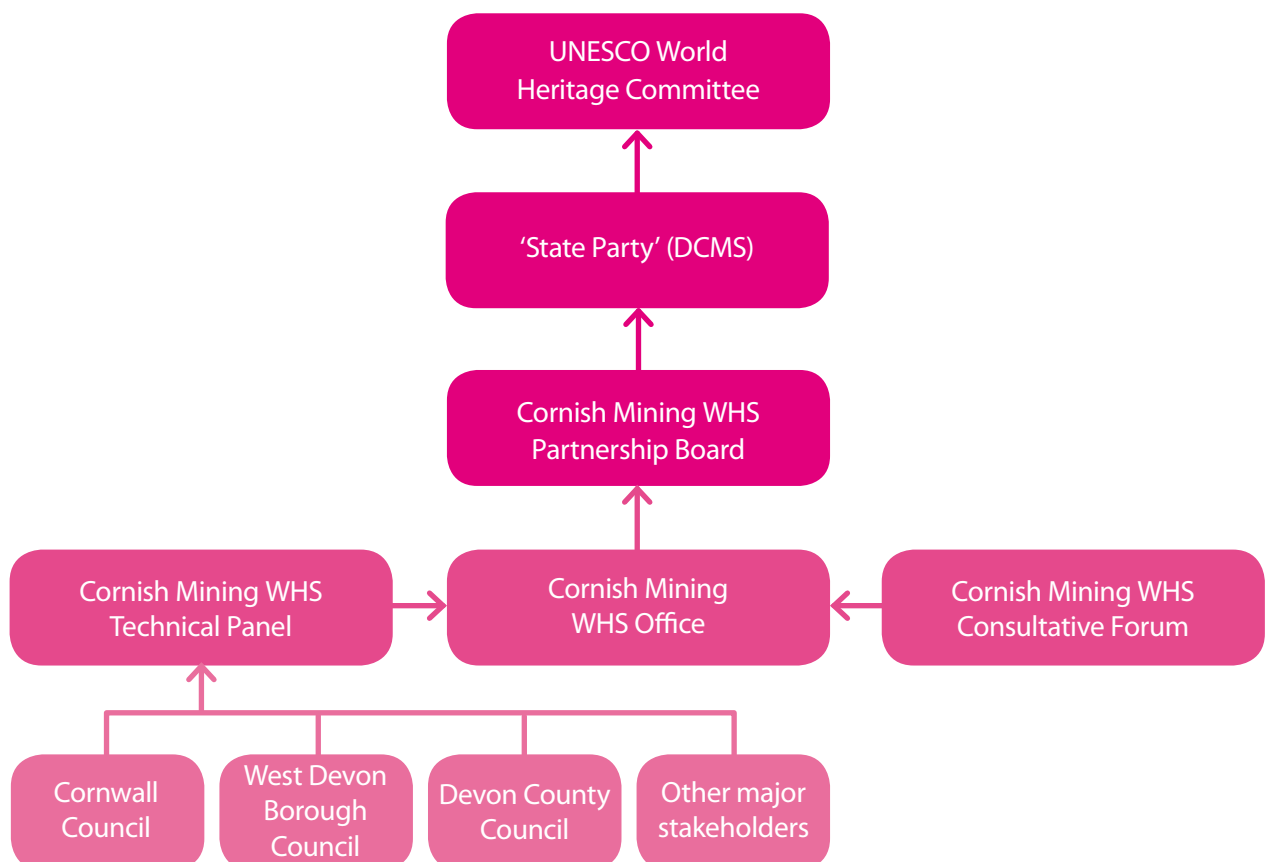 UNESCO World
Heritage Committee
‘State Party’ (DCMS)
Cornish Mining WHS
Partnership Board
Cornish Mining WHS
Technical Panel
Cornish Mining
WHS Office
Cornish Mining WHS
Consultative Forum
Cornwall
Council
West Devon
Borough
Council
Devon County
Council
Other major
stakeholders